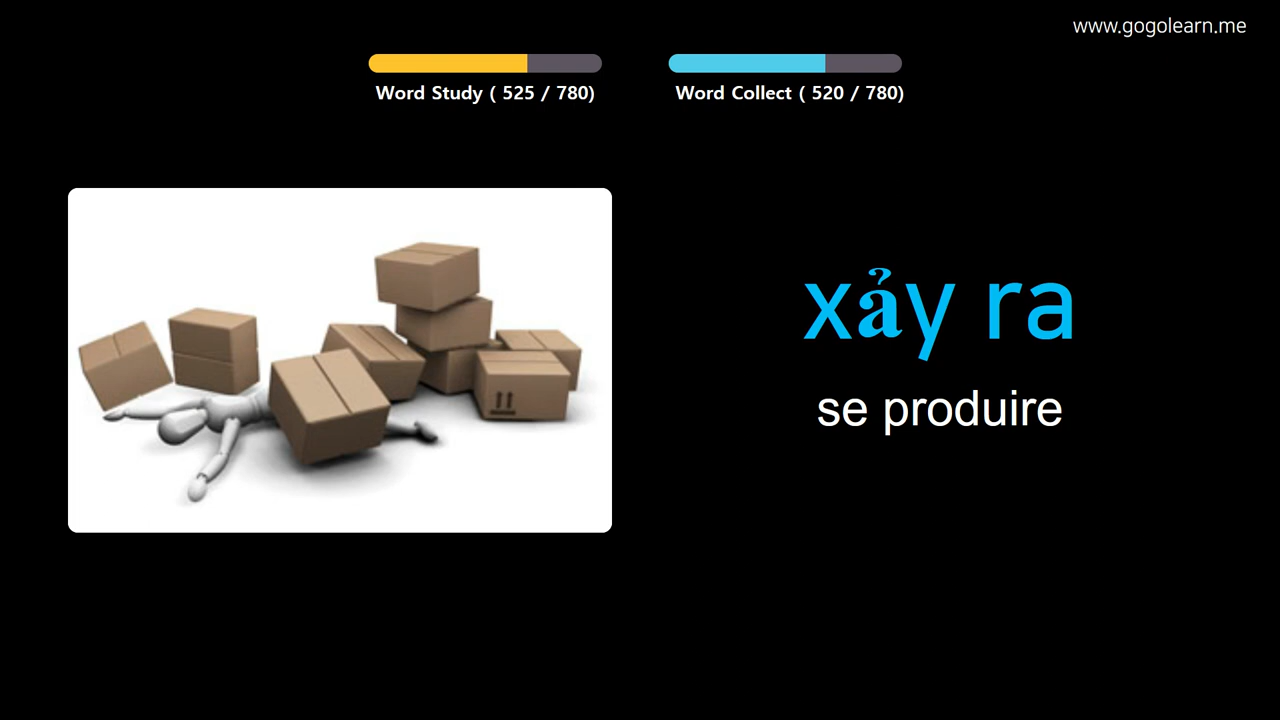 www.gogolearn.me
Word Study ( 525 / 780)
Word Collect ( 520 / 780)
xảy ra
se produire